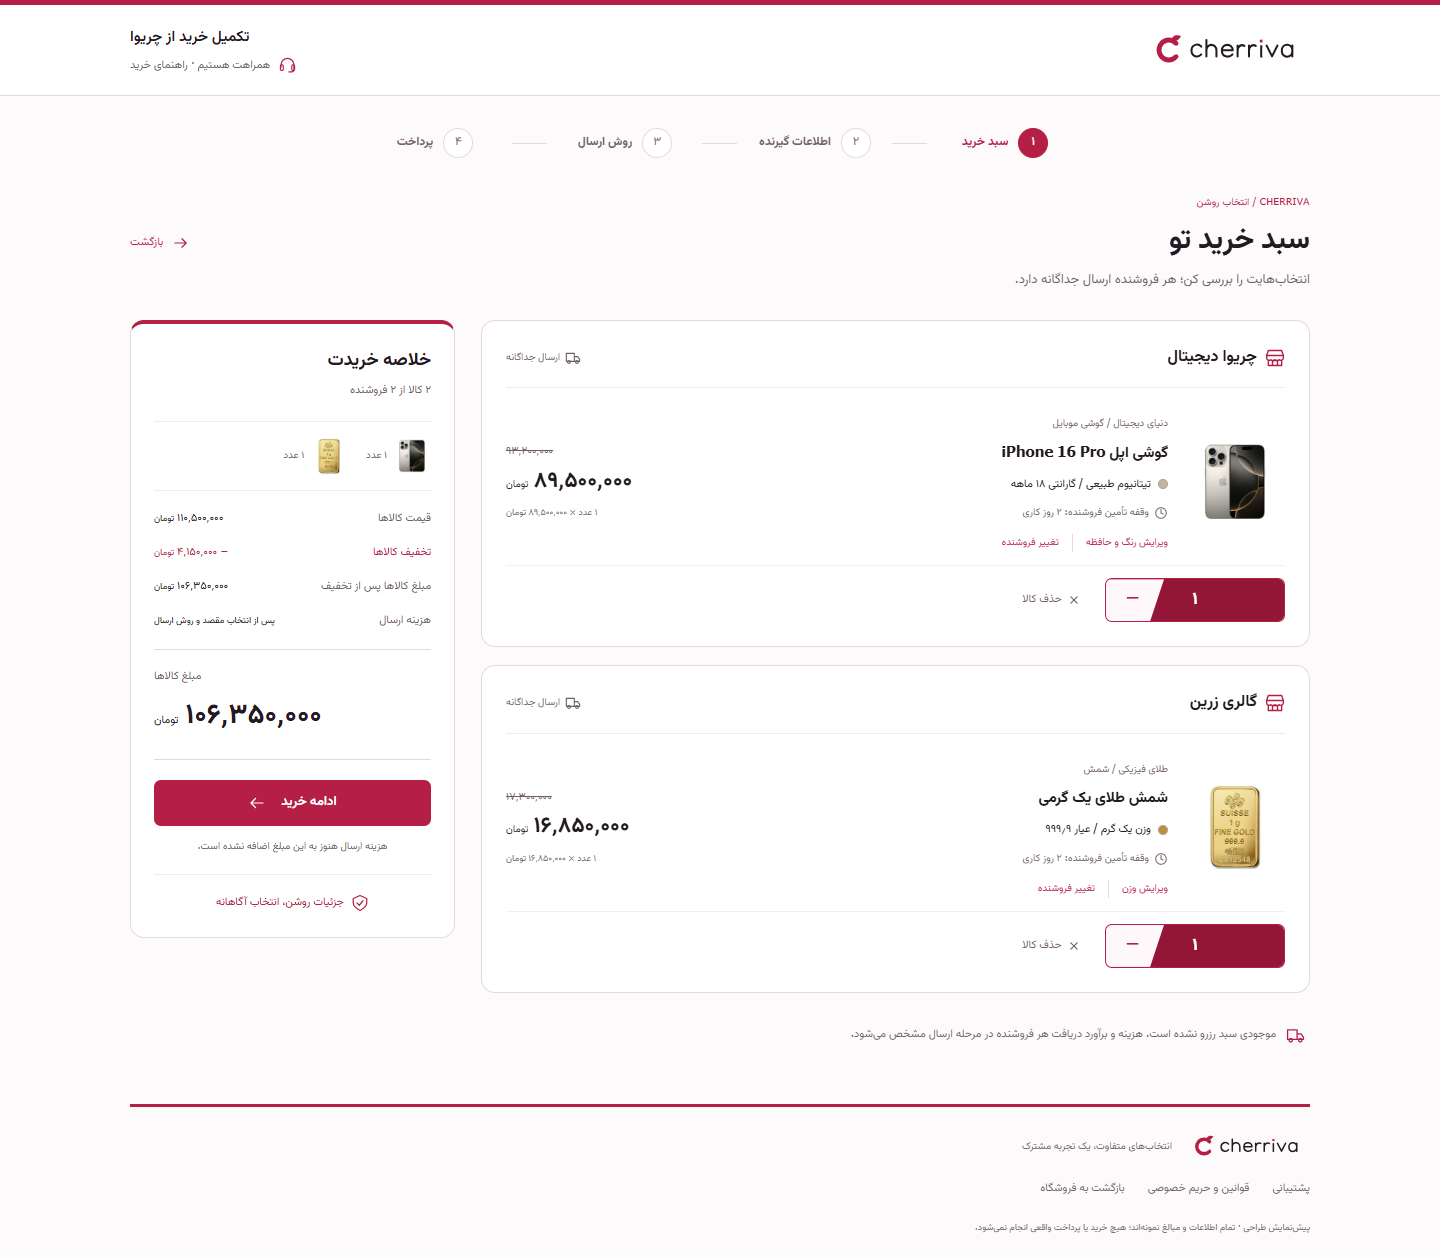 cherriva
تکمیل خرید از چریوا
همراهت هستیم · راهنمای خرید
۱ سبد خرید
۲ اطلاعات گیرنده
۳ روش ارسال
۴ پرداخت
CHERRIVA / انتخاب روشن
سبد خرید تو
بازگشت
انتخاب‌هایت را بررسی کن؛ هر فروشنده ارسال جداگانه دارد.
چریوا دیجیتال
ارسال جداگانه
دنیای دیجیتال / گوشی موبایل
گوشی اپل iPhone 16 Pro
تیتانیوم طبیعی / گارانتی ۱۸ ماهه
وقفه تأمین فروشنده: ۲ روز کاری
ویرایش رنگ و حافظه
تغییر فروشنده
۹۳,۲۰۰,۰۰۰
۸۹,۵۰۰,۰۰۰ تومان
۱ عدد × ۸۹,۵۰۰,۰۰۰ تومان
۱ −
حذف کالا
گالری زرین
ارسال جداگانه
SUISSE
1 g
FINE GOLD
999.9
طلای فیزیکی / شمش
شمش طلای یک گرمی
وزن یک گرم / عیار ۹۹۹٫۹
وقفه تأمین فروشنده: ۲ روز کاری
ویرایش وزن
تغییر فروشنده
۱۷,۳۰۰,۰۰۰
۱۶,۸۵۰,۰۰۰ تومان
۱ عدد × ۱۶,۸۵۰,۰۰۰ تومان
۱ −
حذف کالا
موجودی سبد رزرو نشده است. هزینه و برآورد دریافت هر فروشنده در مرحله ارسال مشخص می‌شود.
خلاصه خریدت
۲ کالا از ۲ فروشنده
۱ عدد
۱ عدد
قیمت کالاها ۱۱۰,۵۰۰,۰۰۰ تومان
تخفیف کالاها − ۴,۱۵۰,۰۰۰ تومان
مبلغ کالاها پس از تخفیف ۱۰۶,۳۵۰,۰۰۰ تومان
هزینه ارسال پس از انتخاب مقصد و روش ارسال
مبلغ کالاها
۱۰۶,۳۵۰,۰۰۰ تومان
ادامه خرید
هزینه ارسال هنوز به این مبلغ اضافه نشده است.
جزئیات روشن، انتخاب آگاهانه
cherriva
انتخاب‌های متفاوت، یک تجربه مشترک
پشتیبانی
قوانین و حریم خصوصی
بازگشت به فروشگاه
پیش‌نمایش طراحی · تمام اطلاعات و مبالغ نمونه‌اند؛ هیچ خرید یا پرداخت واقعی انجام نمی‌شود.